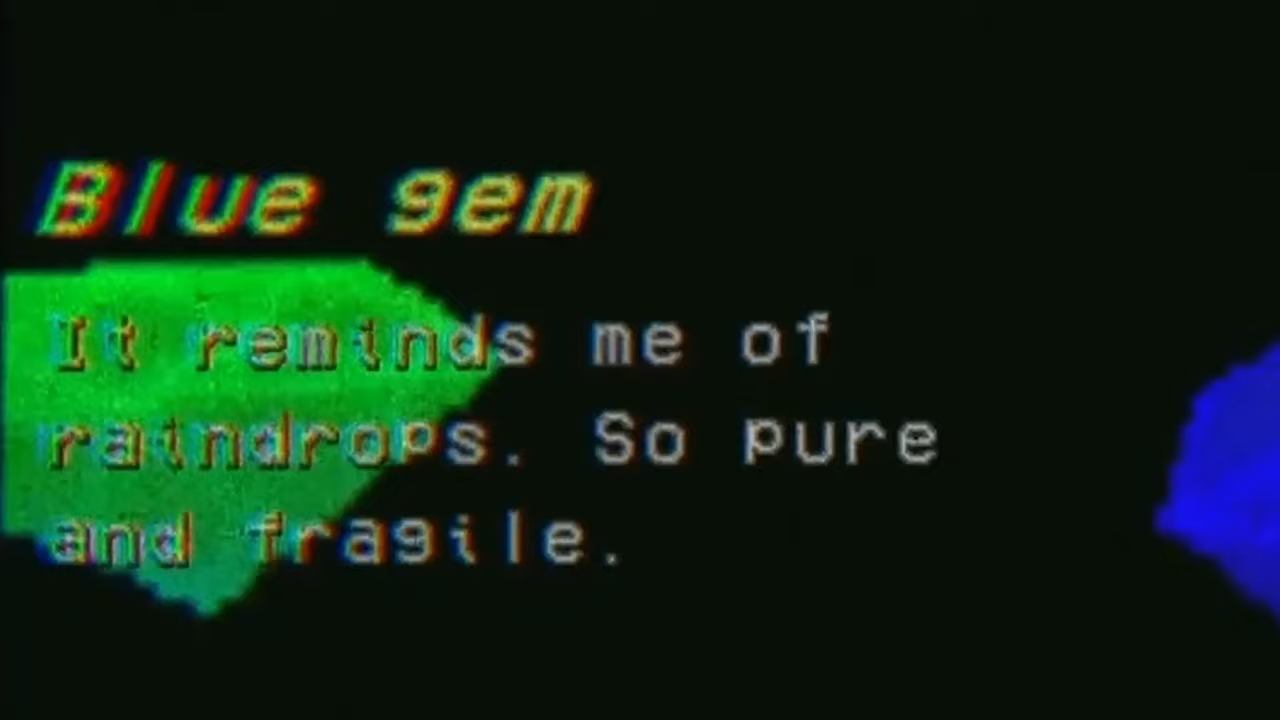 Blue gem
It reminds me of
raindrops. So pure
and fragile.